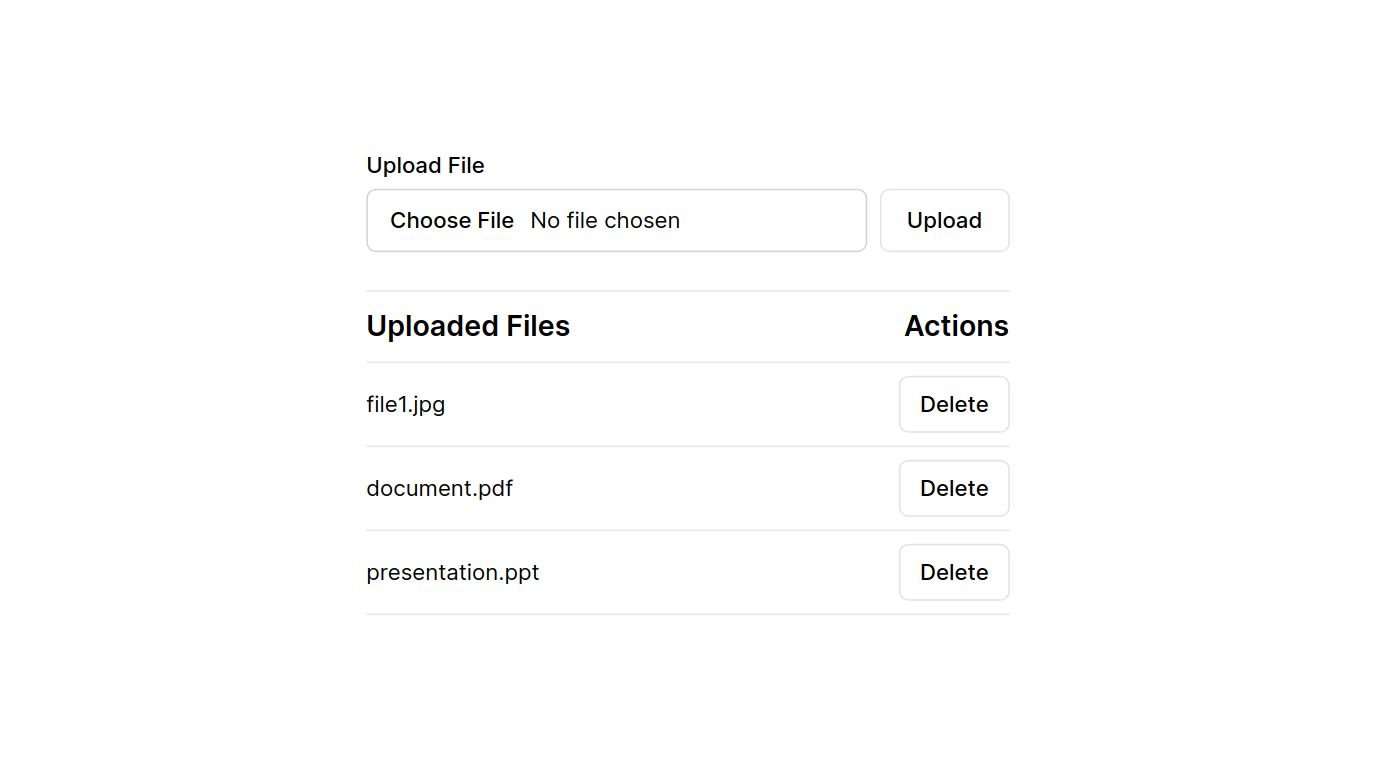 Upload File
Choose File No file chosen Upload
Uploaded Files Actions
file1.jpg Delete
document.pdf Delete
presentation.ppt Delete